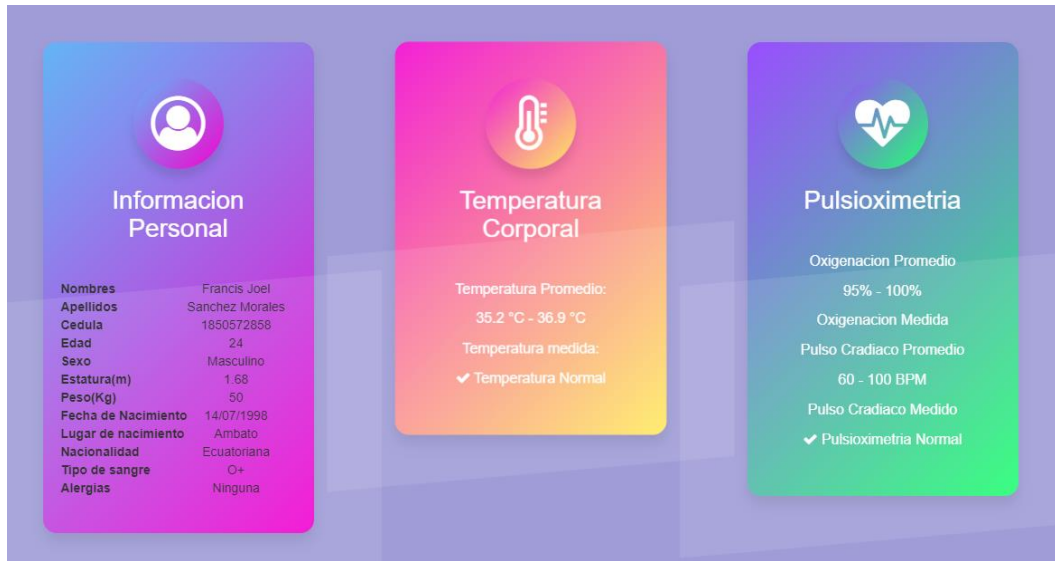 Informacion
Personal
Nombres Francis Joel
Apellidos Sanchez Morales
Cedula 1850572858
Edad 24
Sexo Masculino
Estatura(m) 1.68
Peso(Kg) 50
Fecha de Nacimiento 14/07/1998
Lugar de nacimiento Ambato
Nacionalidad Ecuatoriana
Tipo de sangre O+
Alergias Ninguna
Temperatura
Corporal
Temperatura Promedio:
35.2 °C - 36.9 °C
Temperatura medida:
✔ Temperatura Normal
Pulsioximetria
Oxigenacion Promedio
95% - 100%
Oxigenacion Medida
Pulso Cradiaco Promedio
60 - 100 BPM
Pulso Cradiaco Medido
✔ Pulsioximetria Normal